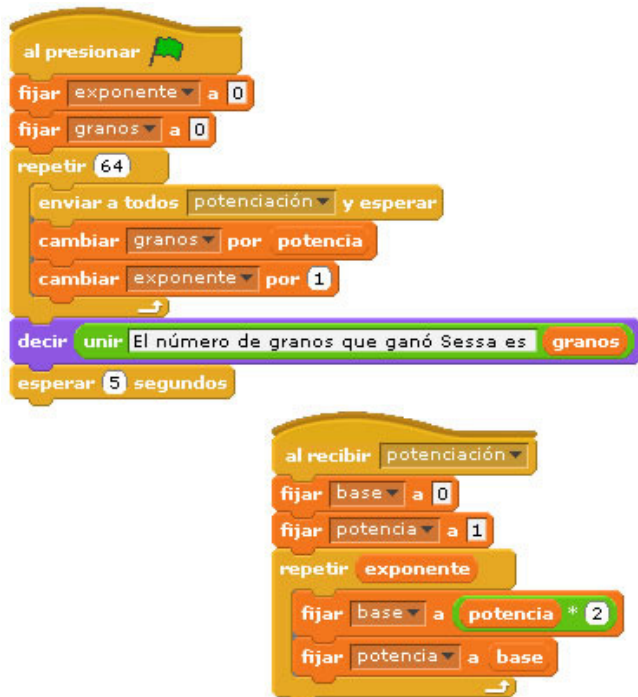 al presionar
fijar exponente a 0
fijar granos a 0
repetir 64
enviar a todos potenciación y esperar
cambiar granos por potencia
cambiar exponente por 1
decir unir El número de granos que ganó Sessa es granos
esperar 5 segundos
al recibir potenciación
fijar base a 0
fijar potencia a 1
repetir exponente
fijar base a potencia * 2
fijar potencia a base